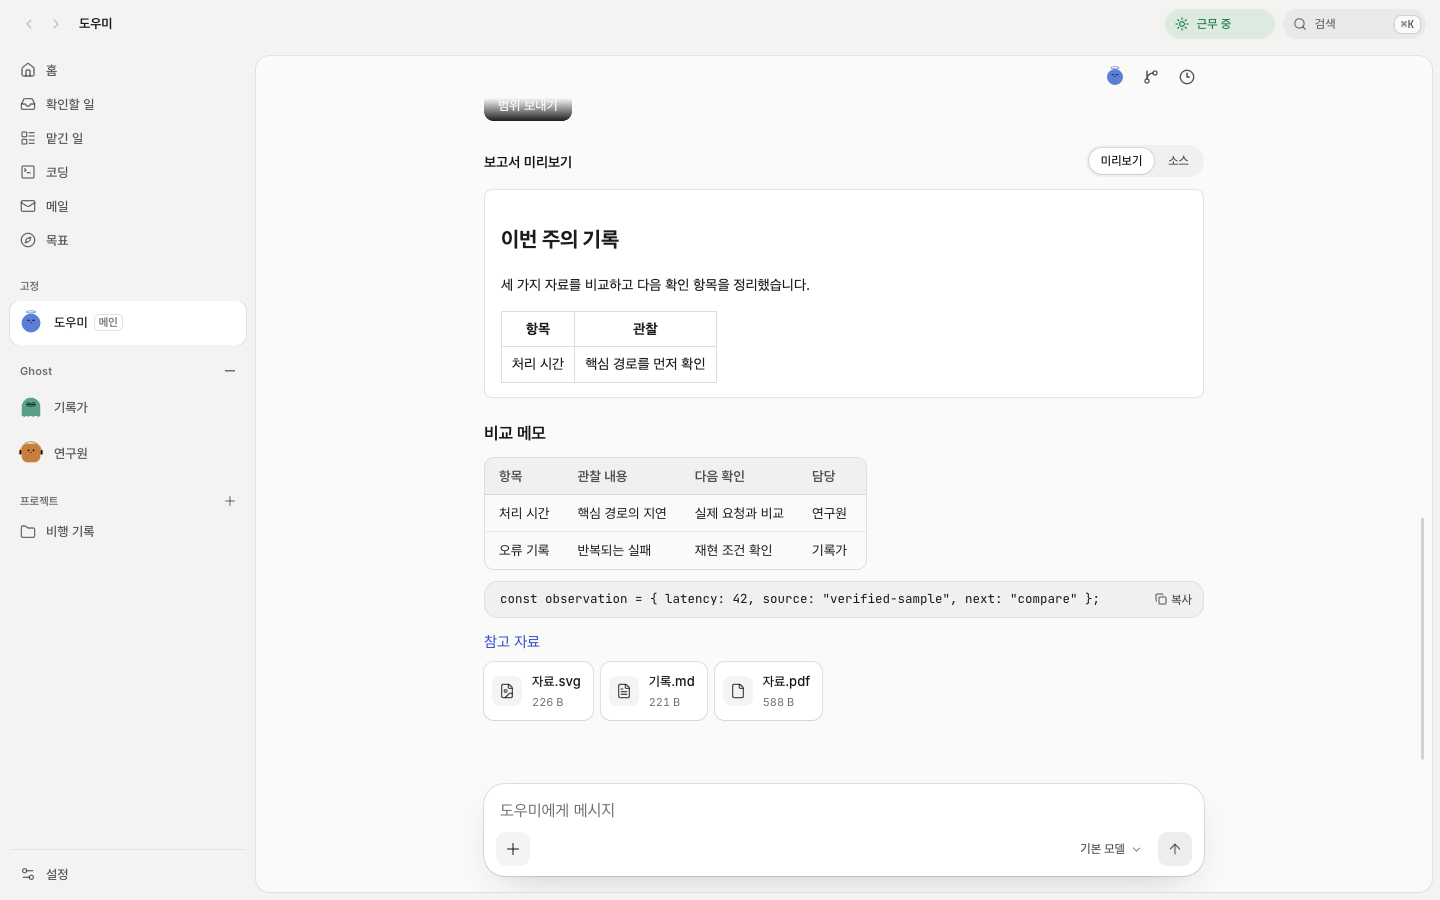 도우미
근무 중
검색
⌘K
홈
확인할 일
맡긴 일
코딩
메일
목표
고정
도우미 메인
Ghost
기록가
연구원
프로젝트
비행 기록
설정
범위 보내기
보고서 미리보기
미리보기 소스
이번 주의 기록
세 가지 자료를 비교하고 다음 확인 항목을 정리했습니다.
항목 관찰
처리 시간 핵심 경로를 먼저 확인
비교 메모
항목 관찰 내용 다음 확인 담당
처리 시간 핵심 경로의 지연 실제 요청과 비교 연구원
오류 기록 반복되는 실패 재현 조건 확인 기록가
const observation = { latency: 42, source: "verified-sample", next: "compare" };
복사
참고 자료
자료.svg
226 B
기록.md
221 B
자료.pdf
588 B
도우미에게 메시지
기본 모델